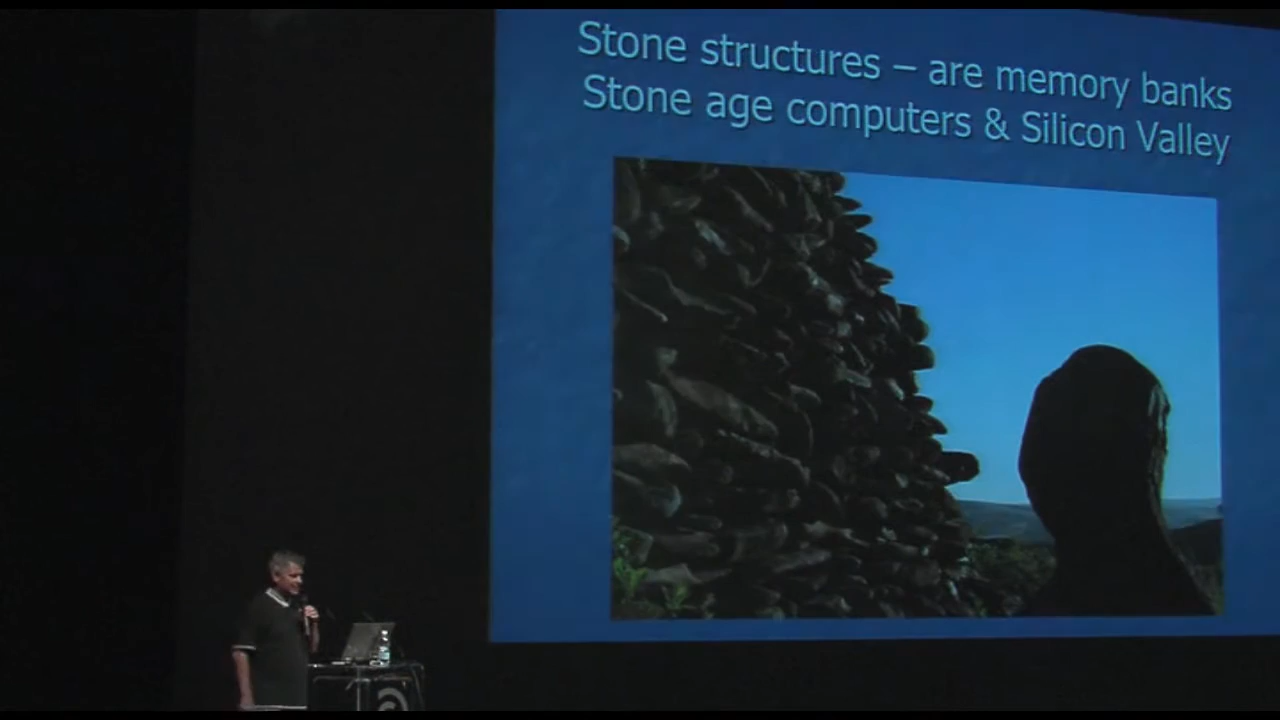 Stone structures – are memory banks
Stone age computers & Silicon Valley